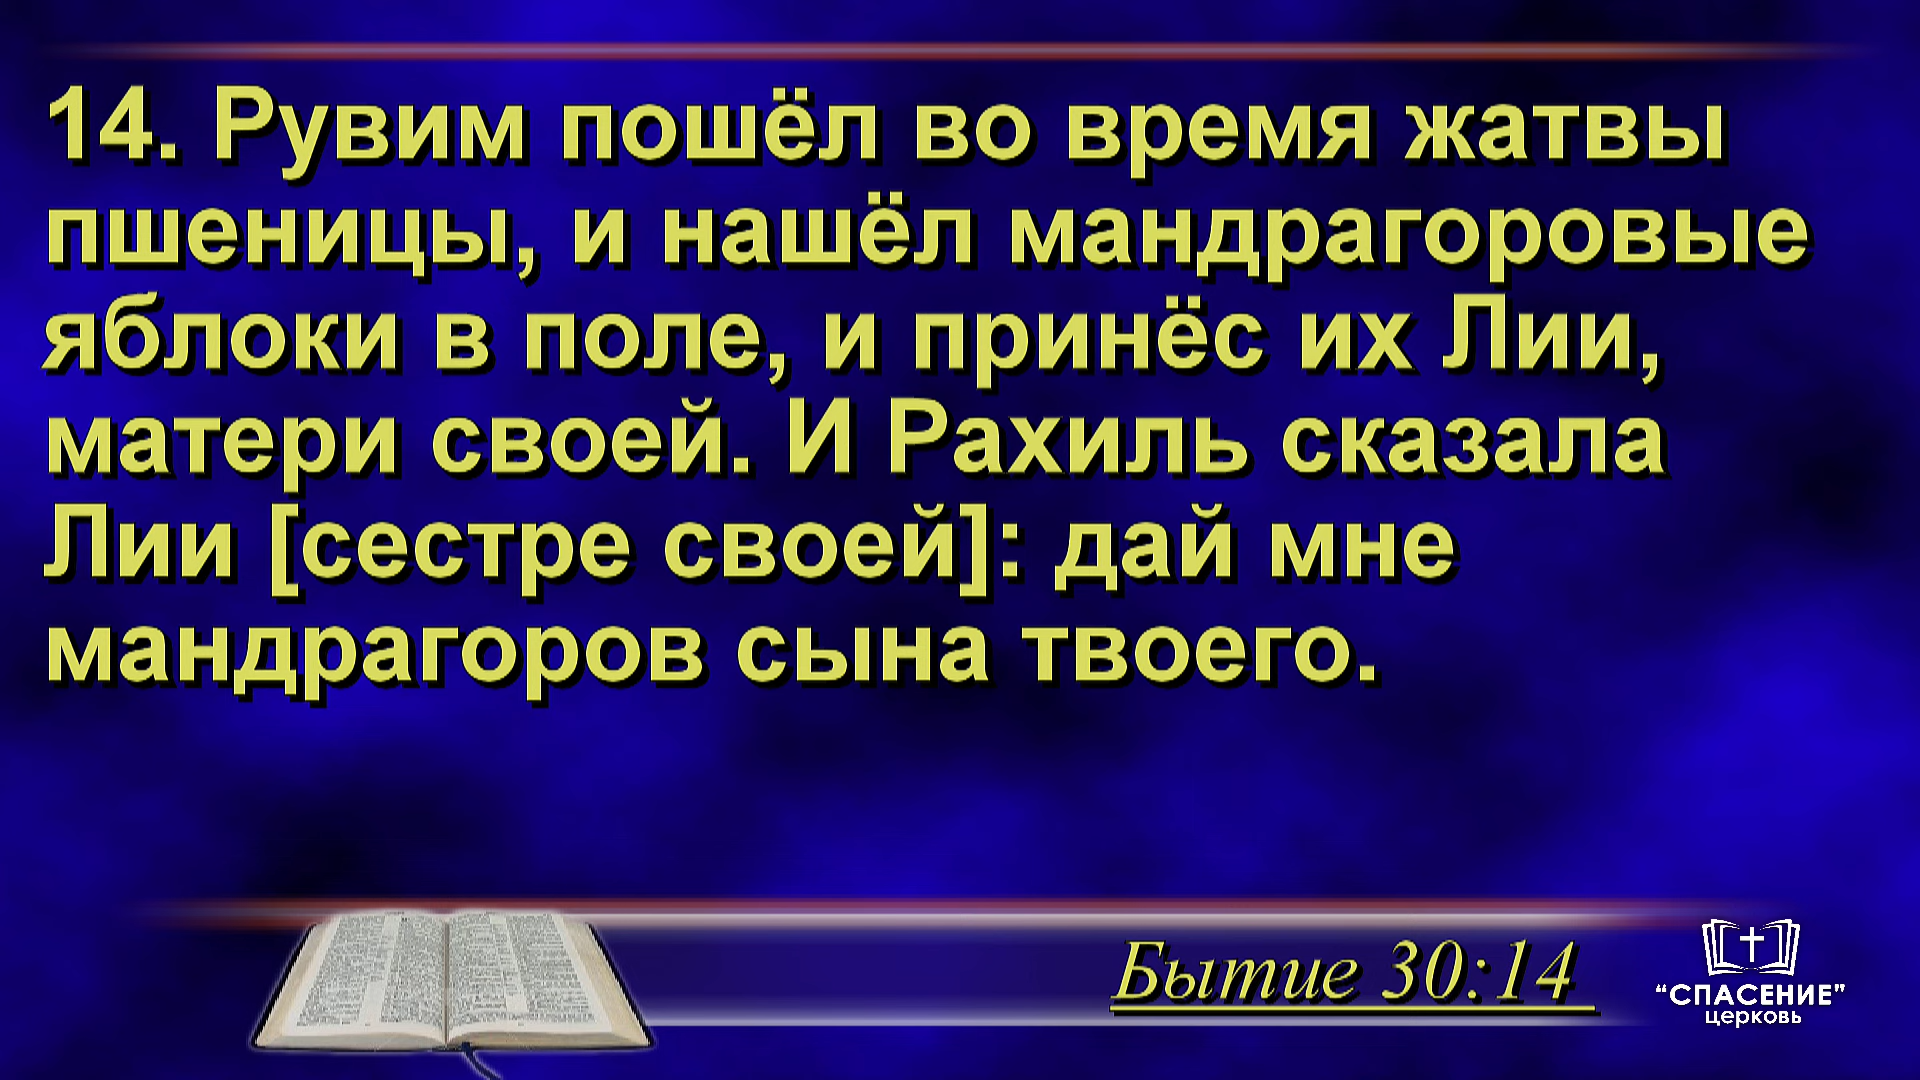 14. Рувим пошёл во время жатвы
пшеницы, и нашёл мандрагоровые
яблоки в поле, и принёс их Лии,
матери своей. И Рахиль сказала
Лии [сестре своей]: дай мне
мандрагоров сына твоего.
Бытие 30:14
“СПАСЕНИЕ”
церковь